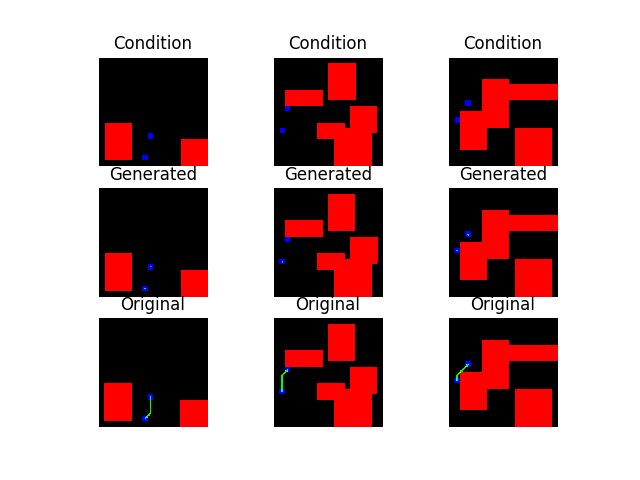 Condition Condition Condition
Generated Generated Generated
Original Original Original